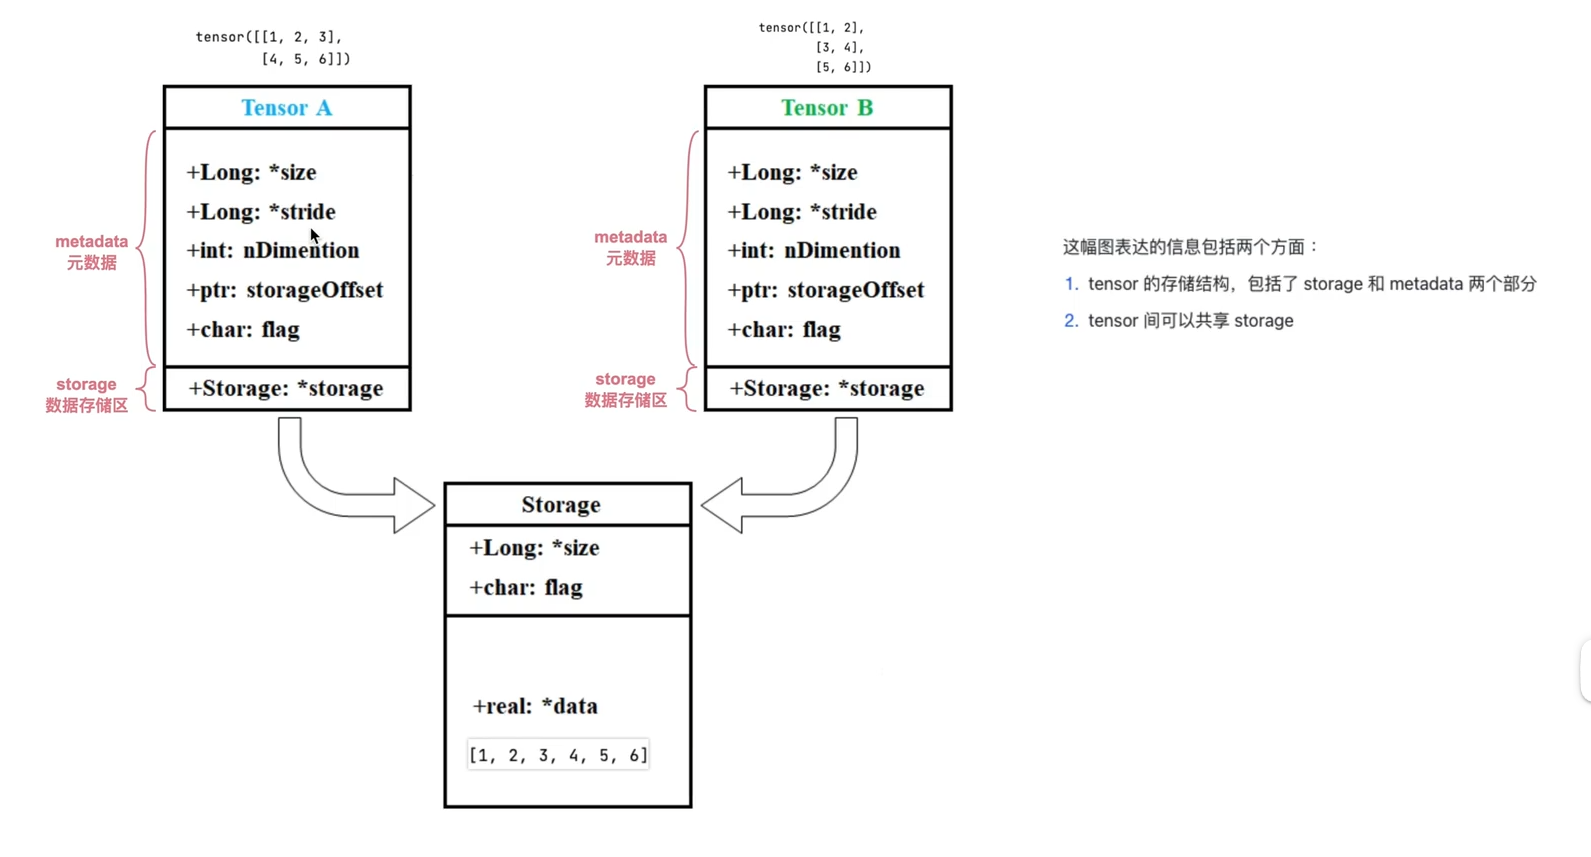 tensor([[1, 2, 3],
[4, 5, 6]])
Tensor A
+Long: *size
+Long: *stride
+int: nDimention
+ptr: storageOffset
+char: flag
+Storage: *storage
metadata
元数据
storage
数据存储区
tensor([[1, 2],
[3, 4],
[5, 6]])
Tensor B
+Long: *size
+Long: *stride
+int: nDimention
+ptr: storageOffset
+char: flag
+Storage: *storage
metadata
元数据
storage
数据存储区
Storage
+Long: *size
+char: flag
+real: *data
[1, 2, 3, 4, 5, 6]
这幅图表达的信息包括两个方面：
1. tensor 的存储结构，包括了 storage 和 metadata 两个部分
2. tensor 间可以共享 storage